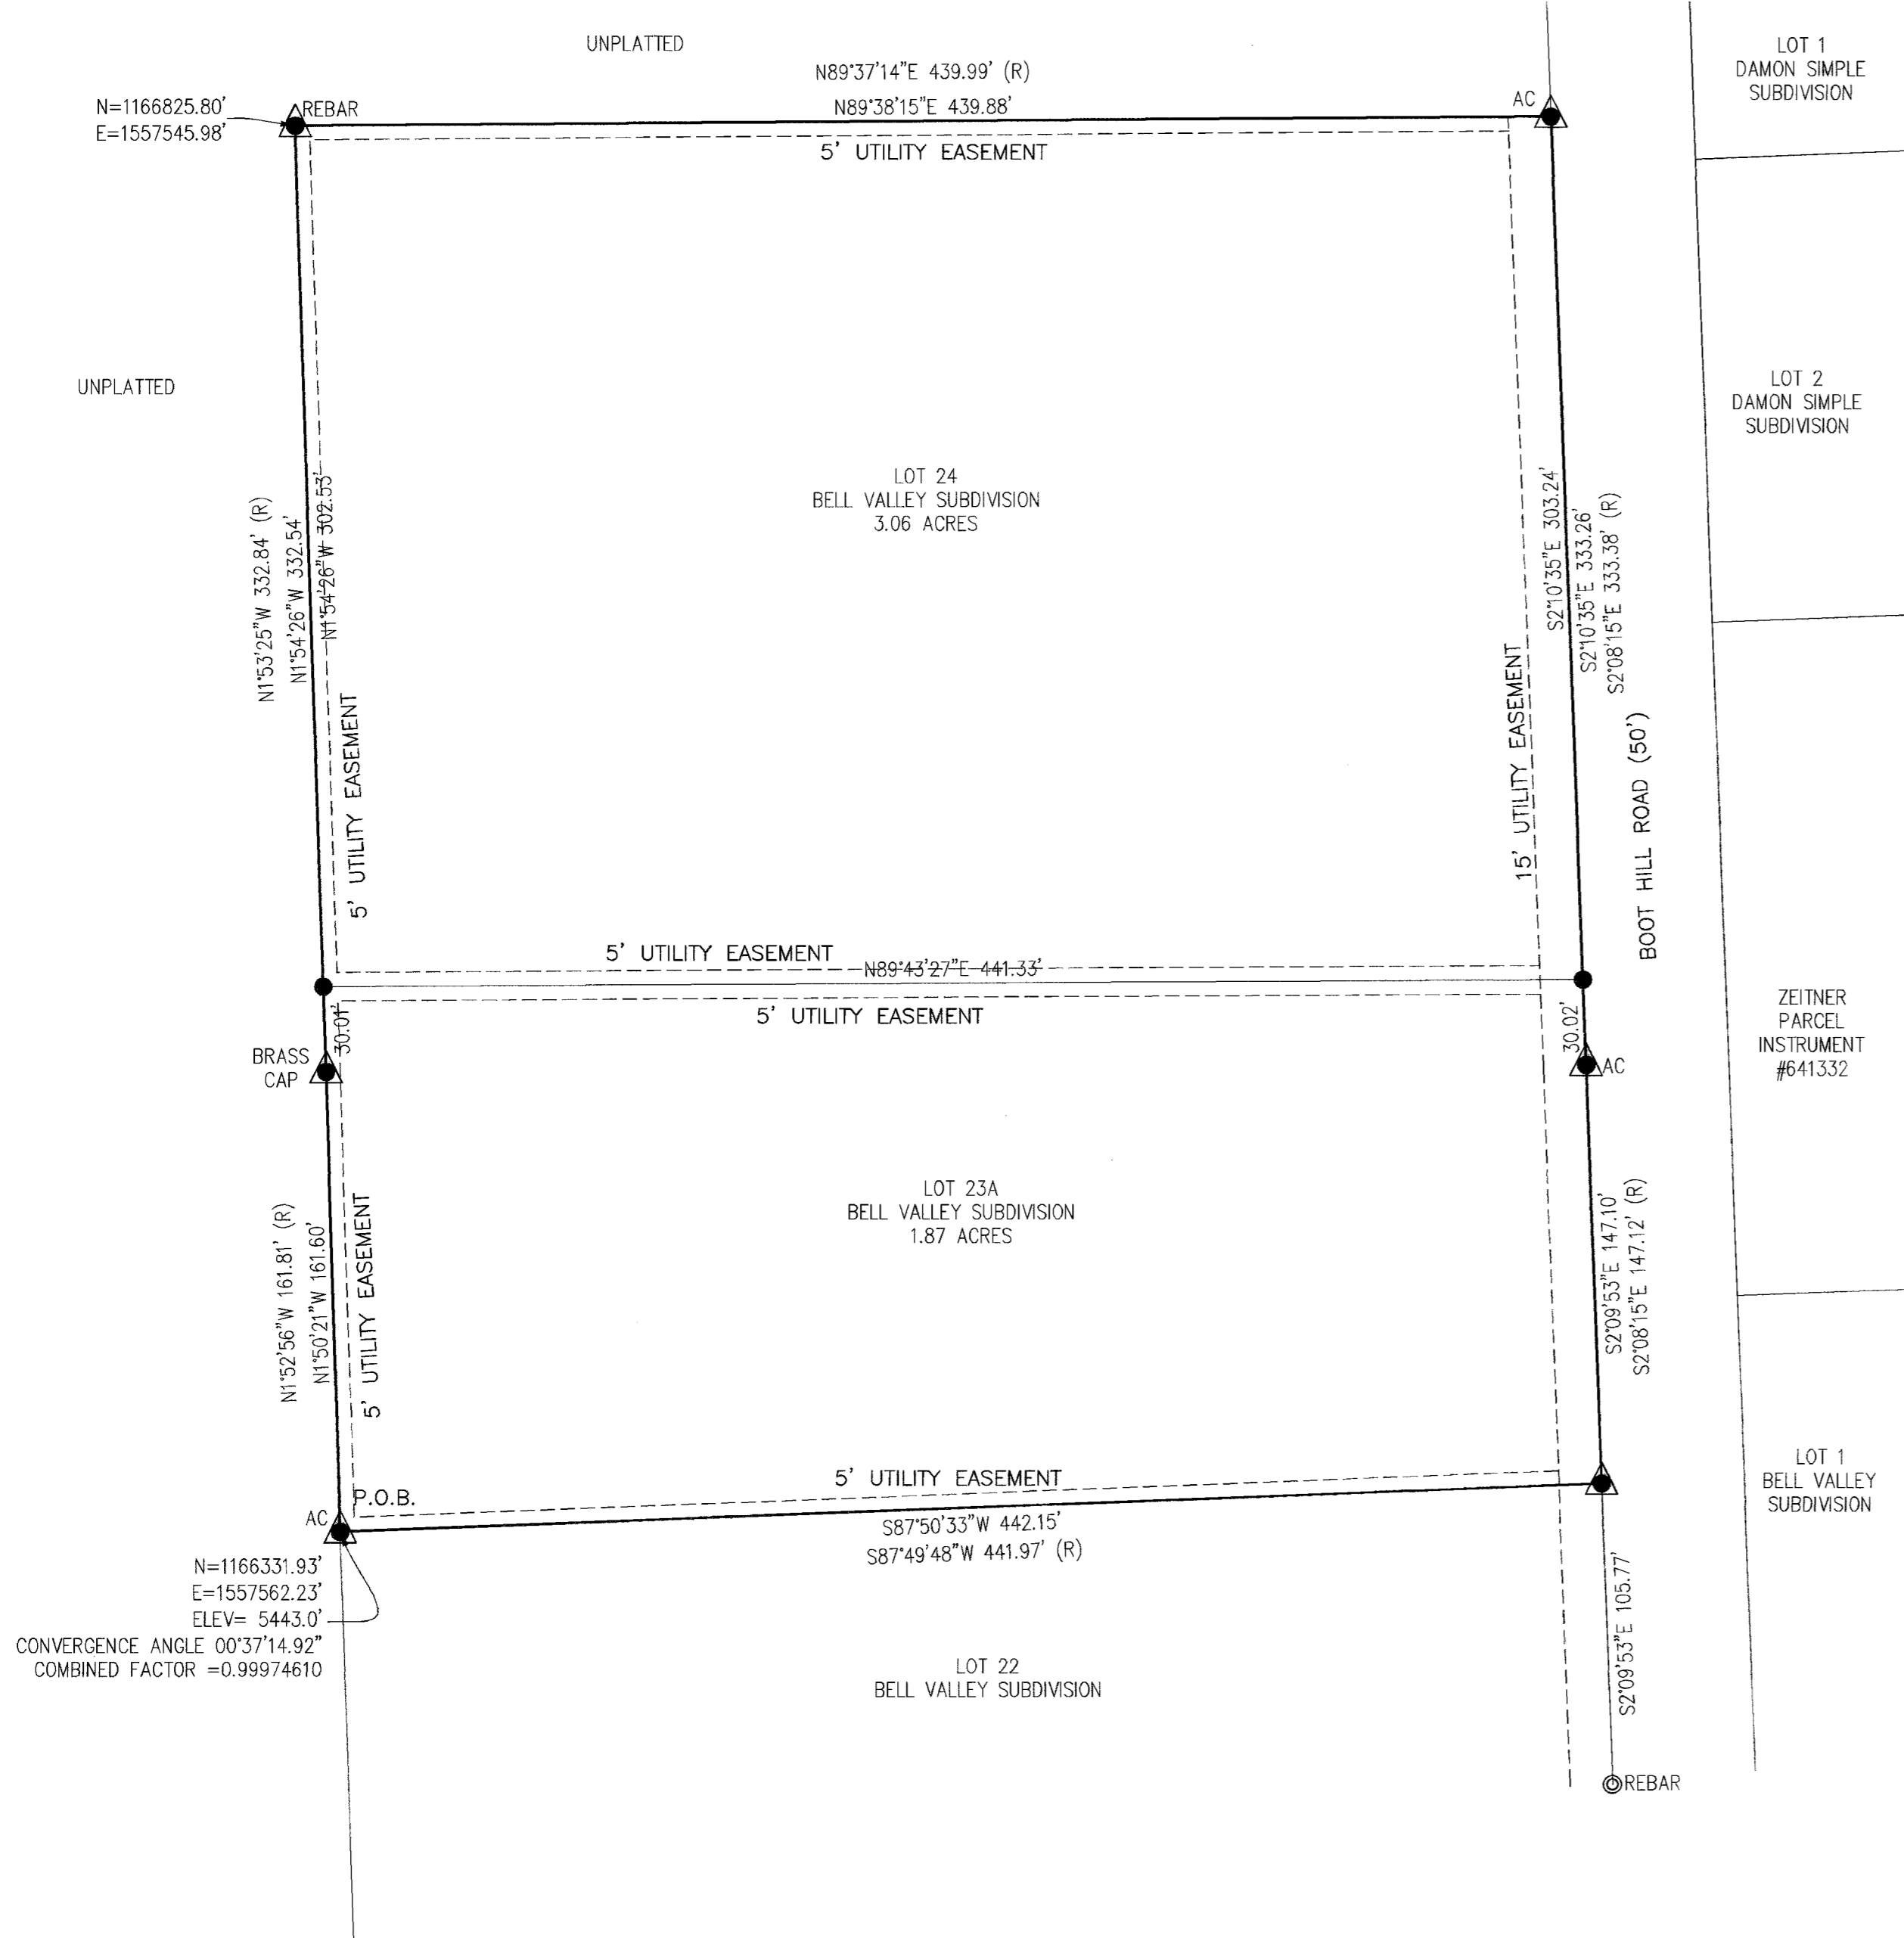 UNPLATTED
N89°37'14"E 439.99' (R)
N89°38'15"E 439.88'
N=1166825.80'
E=1557545.98'
REBAR
AC
5' UTILITY EASEMENT
LOT 1
DAMON SIMPLE
SUBDIVISION
UNPLATTED
LOT 2
DAMON SIMPLE
SUBDIVISION
LOT 24
BELL VALLEY SUBDIVISION
3.06 ACRES
N1°53'25"W 332.84' (R)
N1°54'26"W 332.54'
N1°54'26"W 302.53'
5' UTILITY EASEMENT
S2°10'35"E 303.24'
S2°10'35"E 333.26'
S2°08'15"E 333.38' (R)
15' UTILITY EASEMENT
BOOT HILL ROAD (50')
5' UTILITY EASEMENT
N89°43'27"E 441.33'
5' UTILITY EASEMENT
30.01'
30.02'
BRASS
CAP
AC
ZEITNER
PARCEL
INSTRUMENT
#641332
LOT 23A
BELL VALLEY SUBDIVISION
1.87 ACRES
N1°52'56"W 161.81' (R)
N1°50'21"W 161.60'
5' UTILITY EASEMENT
S2°09'53"E 147.10'
S2°08'15"E 147.12' (R)
5' UTILITY EASEMENT
P.O.B.
AC
S87°50'33"W 442.15'
S87°49'48"W 441.97' (R)
LOT 1
BELL VALLEY
SUBDIVISION
N=1166331.93'
E=1557562.23'
ELEV= 5443.0'
CONVERGENCE ANGLE 00°37'14.92"
COMBINED FACTOR =0.99974610
LOT 22
BELL VALLEY SUBDIVISION
S2°09'53"E 105.77'
REBAR